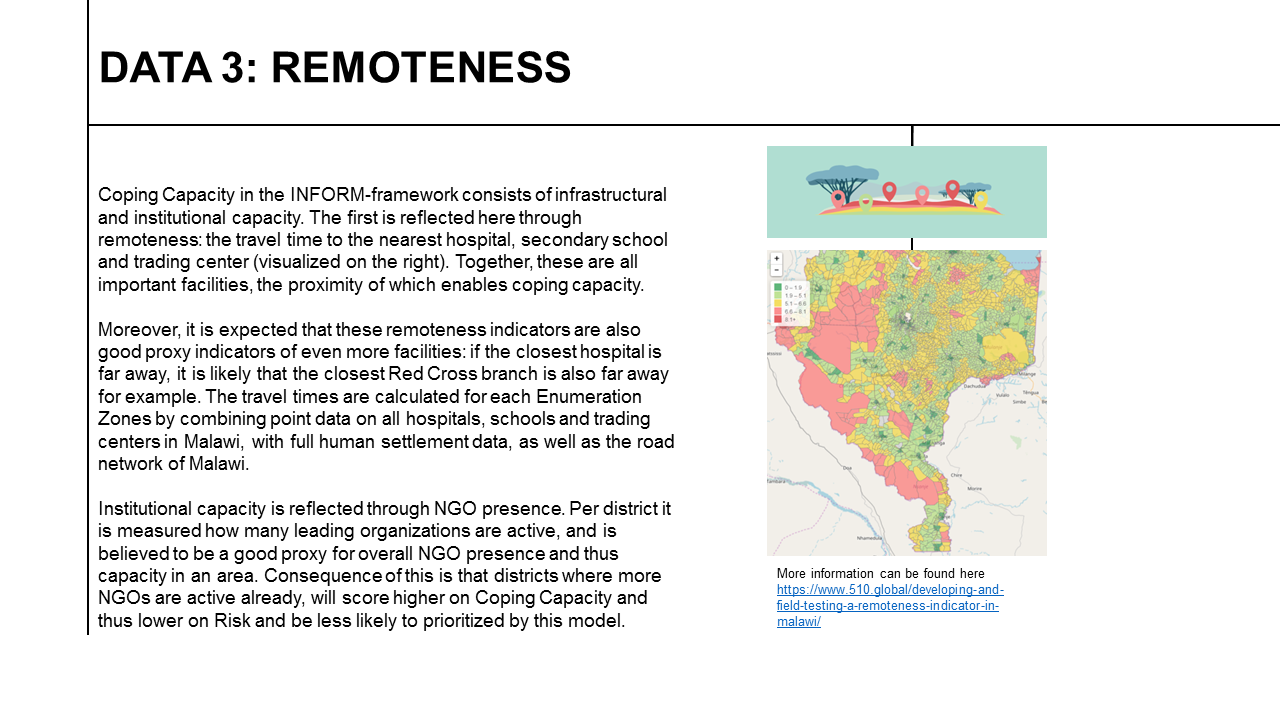 DATA 3: REMOTENESS
Coping Capacity in the INFORM-framework consists of infrastructural
and institutional capacity. The first is reflected here through
remoteness: the travel time to the nearest hospital, secondary school
and trading center (visualized on the right). Together, these are all
important facilities, the proximity of which enables coping capacity.
Moreover, it is expected that these remoteness indicators are also
good proxy indicators of even more facilities: if the closest hospital is
far away, it is likely that the closest Red Cross branch is also far away
for example. The travel times are calculated for each Enumeration
Zones by combining point data on all hospitals, schools and trading
centers in Malawi, with full human settlement data, as well as the road
network of Malawi.
Institutional capacity is reflected through NGO presence. Per district it
is measured how many leading organizations are active, and is
believed to be a good proxy for overall NGO presence and thus
capacity in an area. Consequence of this is that districts where more
NGOs are active already, will score higher on Coping Capacity and
thus lower on Risk and be less likely to prioritized by this model.
+
−
0 – 1.9
1.9 – 5.1
5.1 – 6.6
6.6 – 8.1
8.1+
Milange
Dachudua
Vulalo
Tengua
Simbe
Doa
Chire
Morire
Nhamedula
More information can be found here
https://www.510.global/developing-and-
field-testing-a-remoteness-indicator-in-
malawi/